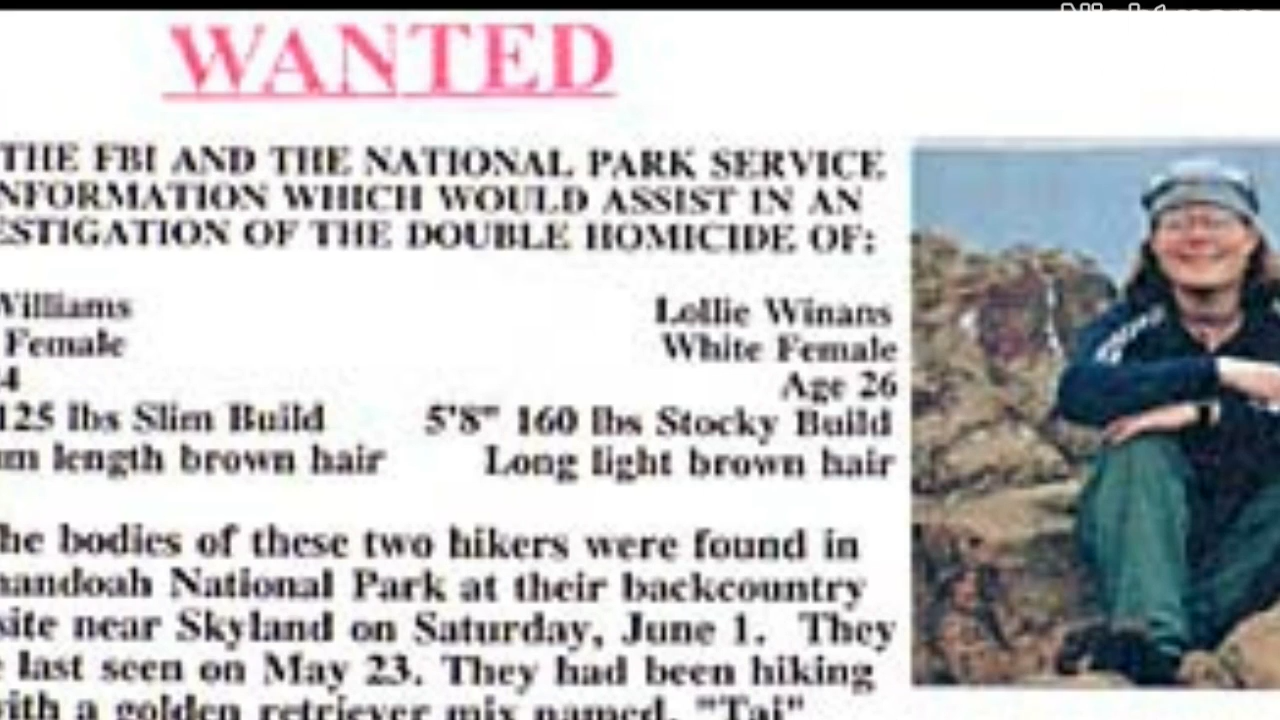 WANTED
THE FBI AND THE NATIONAL PARK SERVICE
NFORMATION WHICH WOULD ASSIST IN AN
ESTIGATION OF THE DOUBLE HOMICIDE OF:
Williams
Lollie Winans
Female
White Female
4
Age 26
125 lbs Slim Build
5'8" 160 lbs Stocky Build
um length brown hair
Long light brown hair
he bodies of these two hikers were found in
nandoah National Park at their backcountry
site near Skyland on Saturday, June 1. They
e last seen on May 23. They had been hiking
with a golden retriever mix named, "Taj"